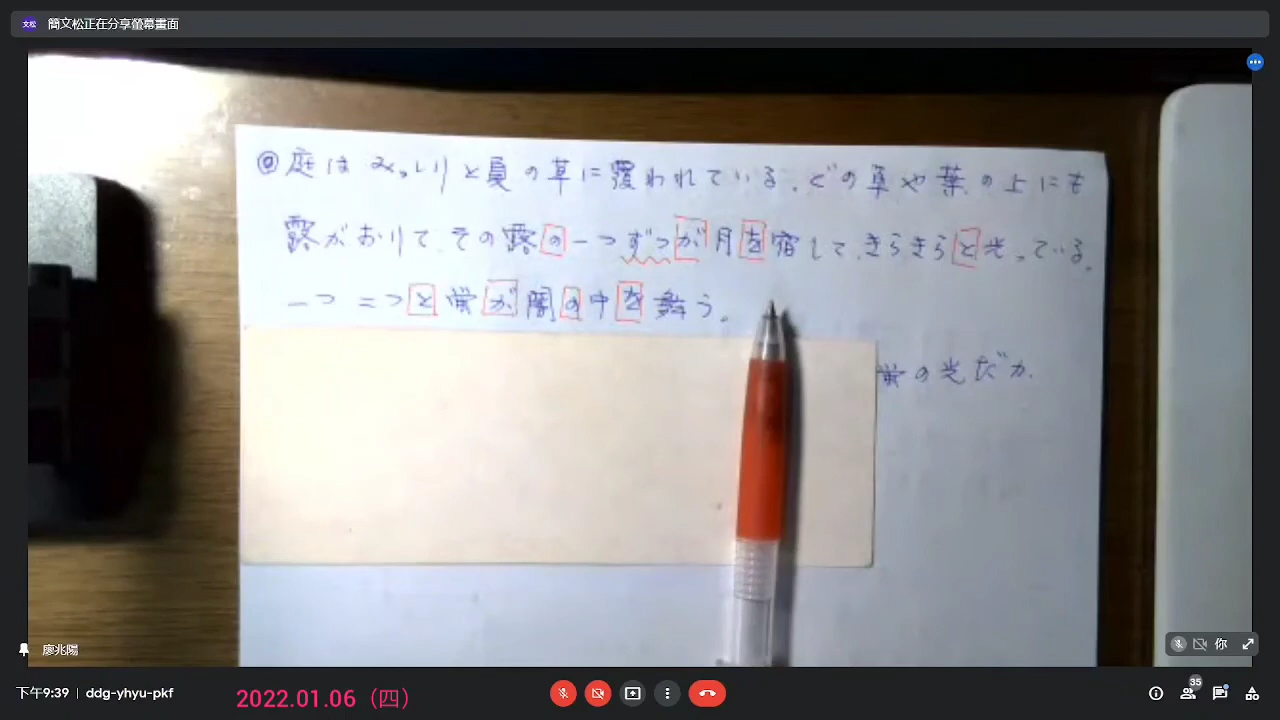 文松 簡文松正在分享螢幕畫面
◎庭はみっしりと夏の草に覆われている。どの草や葉の上にも
露がおりて、その露の一つずつが月を宿して、きらきらと光っている。
一つ二つと蛍が闇の中を舞う。
蛍の光だか
廖兆陽
你
下午9:39 ddg-yhyu-pkf
2022.01.06（四）
35